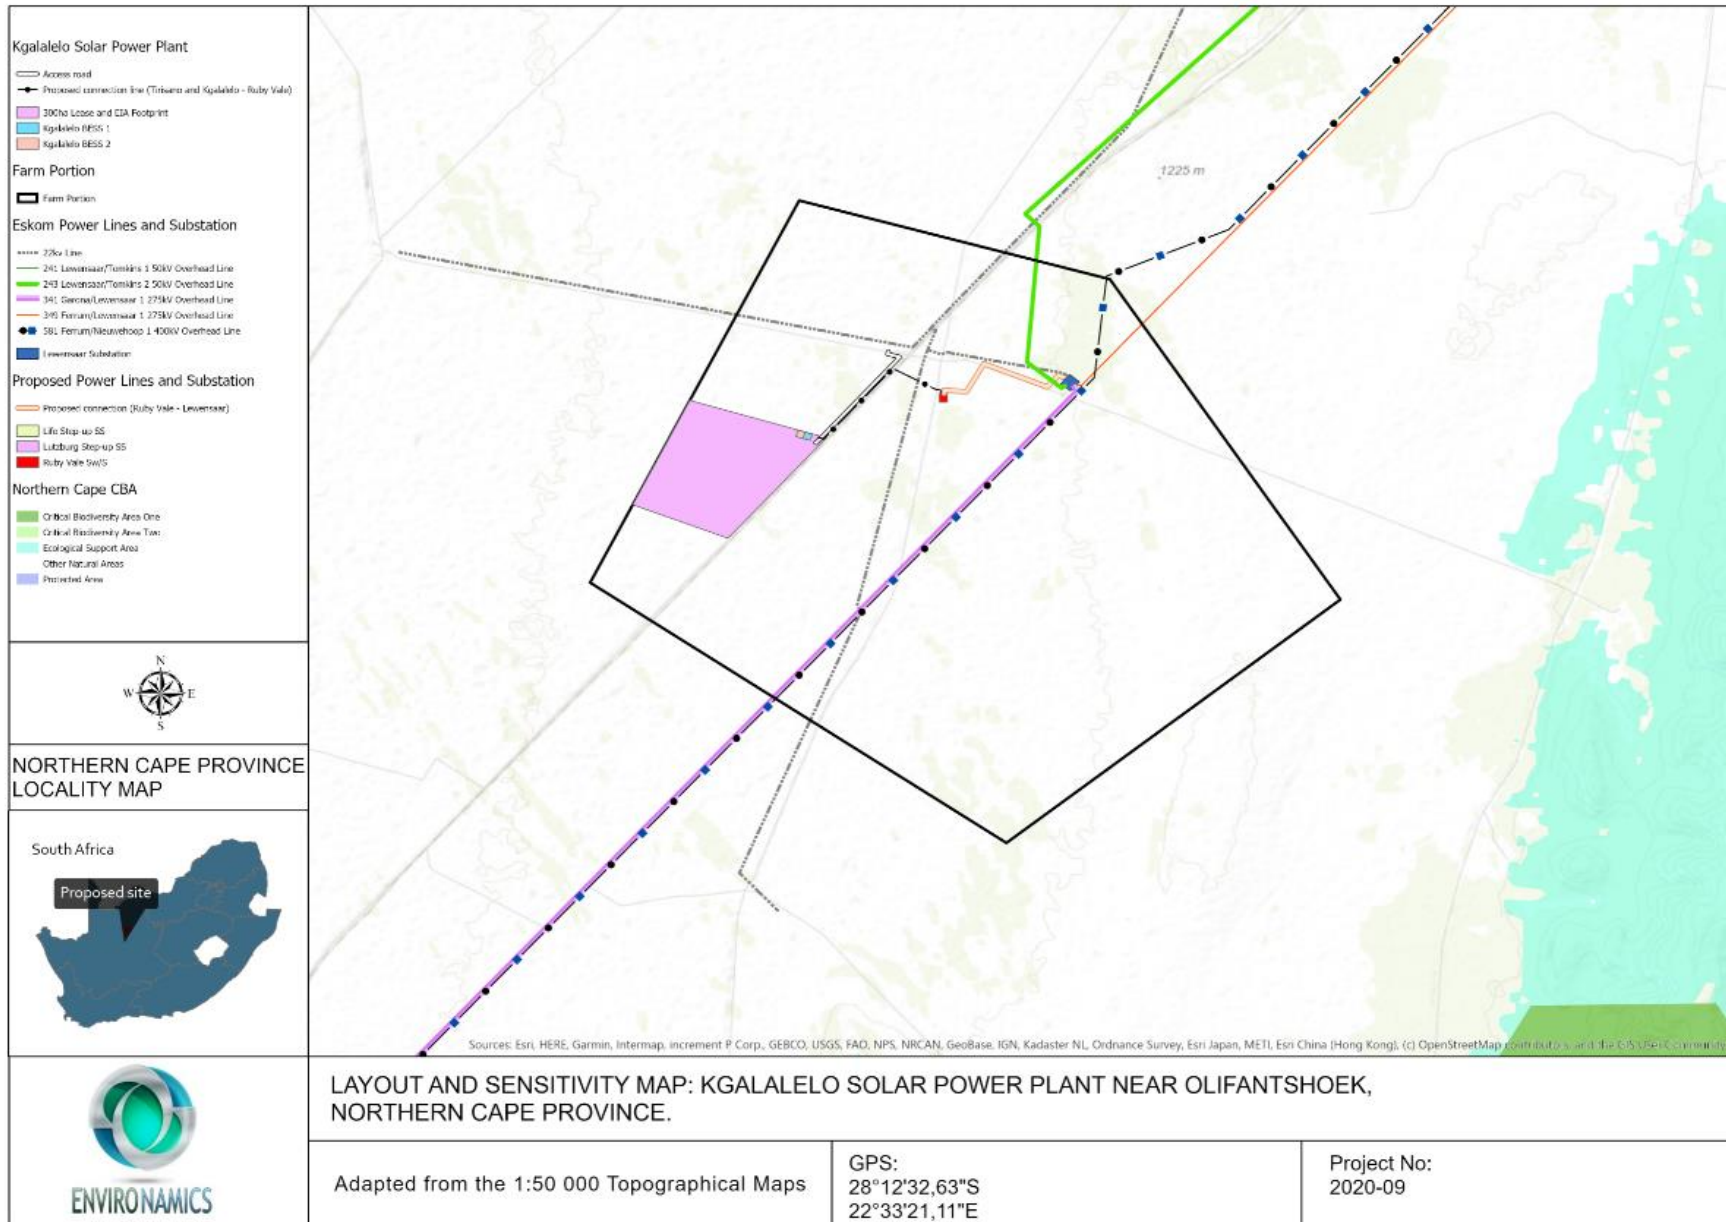 Kgalalelo Solar Power Plant
Access road
Proposed connection line (Tirisano and Kgalalelo - Ruby Vale)
300ha Lease and EIA Footprint
Kgalalelo BESS 1
Kgalalelo BESS 2
Farm Portion
Farm Portion
Eskom Power Lines and Substation
22kv Line
241 Lewensaar/Tomkins 1 50kV Overhead Line
243 Lewensaar/Tomkins 2 50kV Overhead Line
341 Garona/Lewensaar 1 275kV Overhead Line
349 Ferrum/Lewensaar 1 275kV Overhead Line
581 Ferrum/Nieuwehoop 1 400kV Overhead Line
Lewensaar Substation
Proposed Power Lines and Substation
Proposed connection (Ruby Vale - Lewensaar)
Life Step-up SS
Lutzburg Step-up SS
Ruby Vale Sw/S
Northern Cape CBA
Critical Biodiversity Area One
Critical Biodiversity Area Two
Ecological Support Area
Other Natural Areas
Protected Area
N
W E
S
NORTHERN CAPE PROVINCE
LOCALITY MAP
South Africa
Proposed site
ENVIRONAMICS
1225 m
Sources: Esri, HERE, Garmin, Intermap, increment P Corp., GEBCO, USGS, FAO, NPS, NRCAN, GeoBase, IGN, Kadaster NL, Ordnance Survey, Esri Japan, METI, Esri China (Hong Kong), (c) OpenStreetMap contributors, and the GIS User Community
LAYOUT AND SENSITIVITY MAP: KGALALELO SOLAR POWER PLANT NEAR OLIFANTSHOEK,
NORTHERN CAPE PROVINCE.
Adapted from the 1:50 000 Topographical Maps
GPS:
28°12'32,63"S
22°33'21,11"E
Project No:
2020-09